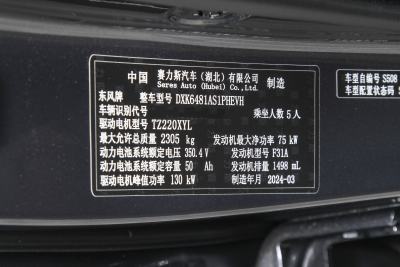 中国 赛力斯汽车（湖北）有限公司 制造
Seres Auto (Hubei) Co.,Ltd.
东风牌 整车型号 DXK6481AS1PHEVH
车辆识别代号 乘坐人数 5 人
驱动电机型号 TZ220XYL
最大允许总质量 2305 kg 发动机最大净功率 75 kW
动力电池系统额定电压 350.4 V 发动机型号 F31A
动力电池系统额定容量 50 Ah 发动机排量 1498 mL
驱动电机峰值功率 130 kW 制造年月 2024-03
车型自编号 S508
车型配置状态码 S